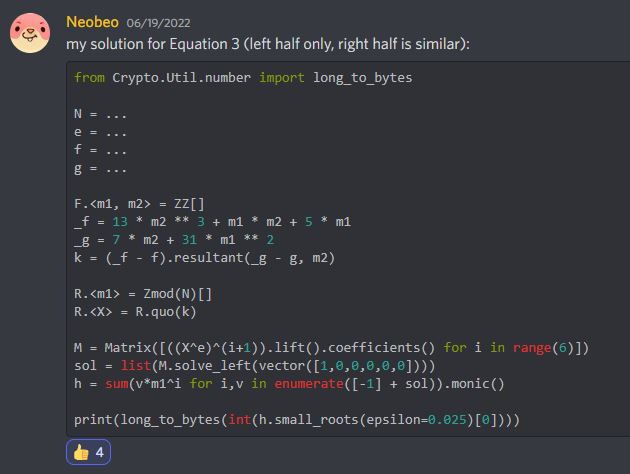 Neobeo 06/19/2022
my solution for Equation 3 (left half only, right half is similar):
from Crypto.Util.number import long_to_bytes
N = ...
e = ...
f = ...
g = ...
F.<m1, m2> = ZZ[]
_f = 13 * m2 ** 3 + m1 * m2 + 5 * m1
_g = 7 * m2 + 31 * m1 ** 2
k = (_f - f).resultant(_g - g, m2)
R.<m1> = Zmod(N)[]
R.<X> = R.quo(k)
M = Matrix([((X^e)^(i+1)).lift().coefficients() for i in range(6)])
sol = list(M.solve_left(vector([1,0,0,0,0,0])))
h = sum(v*m1^i for i,v in enumerate([-1] + sol)).monic()
print(long_to_bytes(int(h.small_roots(epsilon=0.025)[0])))
4